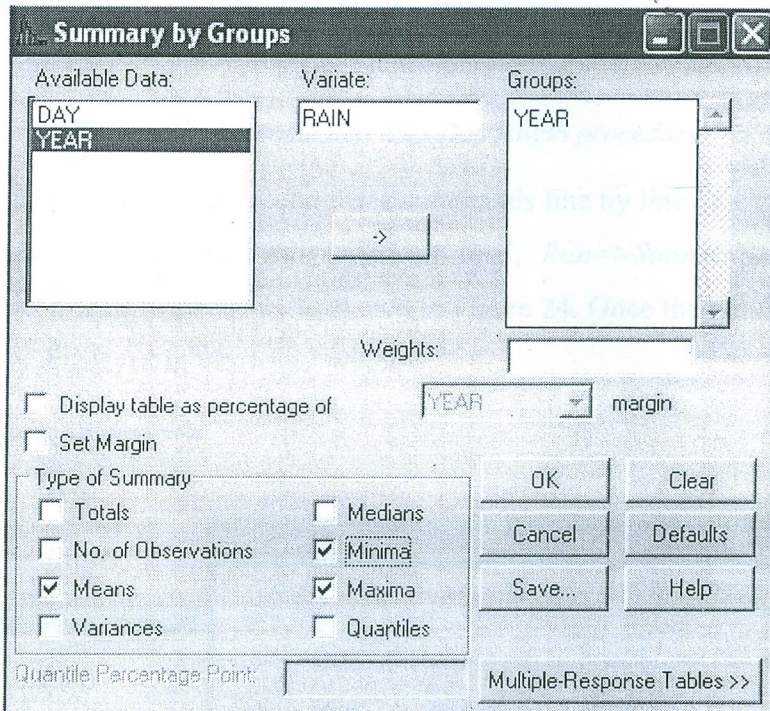 Summary by Groups
Available Data:
Variate:
Groups:
DAY
YEAR
RAIN
YEAR
->
Weights:
Display table as percentage of
YEAR
margin
Set Margin
Type of Summary
Totals
Medians
No. of Observations
Minima
Means
Maxima
Variances
Quantiles
OK
Clear
Cancel
Defaults
Save...
Help
Quantile Percentage Point:
Multiple-Response Tables >>